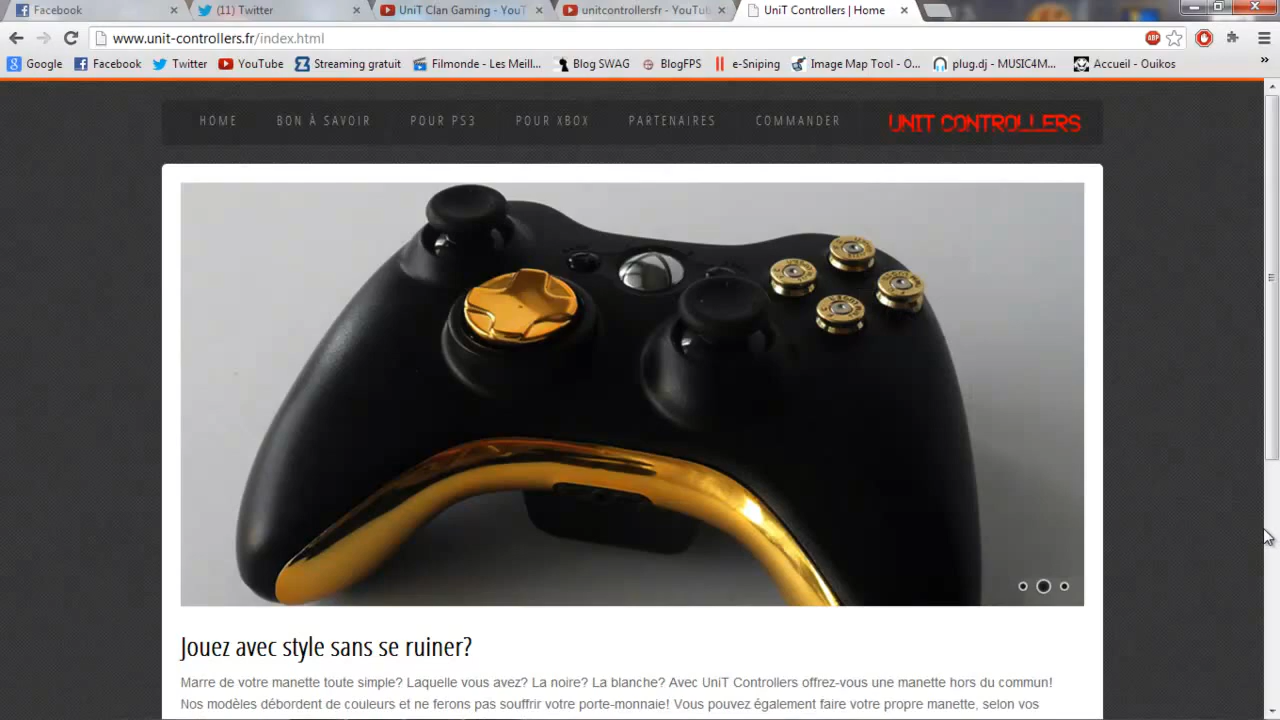 Facebook
(11) Twitter
UniT Clan Gaming - YouT
unitcontrollersfr - YouTub
UniT Controllers | Home
www.unit-controllers.fr/index.html
ABP
Google
Facebook
Twitter
YouTube
Streaming gratuit
Filmonde - Les Meill...
Blog SWAG
BlogFPS
e-Sniping
Image Map Tool - O...
plug.dj - MUSIC4M...
Accueil - Ouikos
HOME
BON À SAVOIR
POUR PS3
POUR XBOX
PARTENAIRES
COMMANDER
UNIT CONTROLLERS
Jouez avec style sans se ruiner?
Marre de votre manette toute simple? Laquelle vous avez? La noire? La blanche? Avec UniT Controllers offrez-vous une manette hors du commun!
Nos modèles débordent de couleurs et ne ferons pas souffrir votre porte-monnaie! Vous pouvez également faire votre propre manette, selon vos